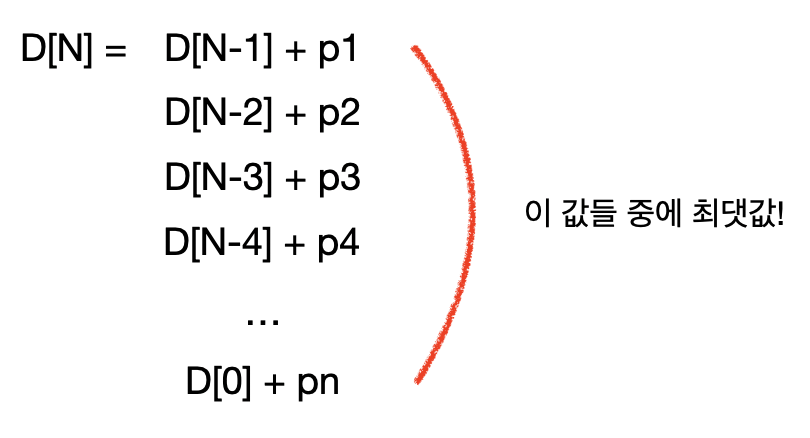 D[N] = D[N-1] + p1
D[N-2] + p2
D[N-3] + p3
이 값들 중에 최댓값!
D[N-4] + p4
...
D[0] + pn